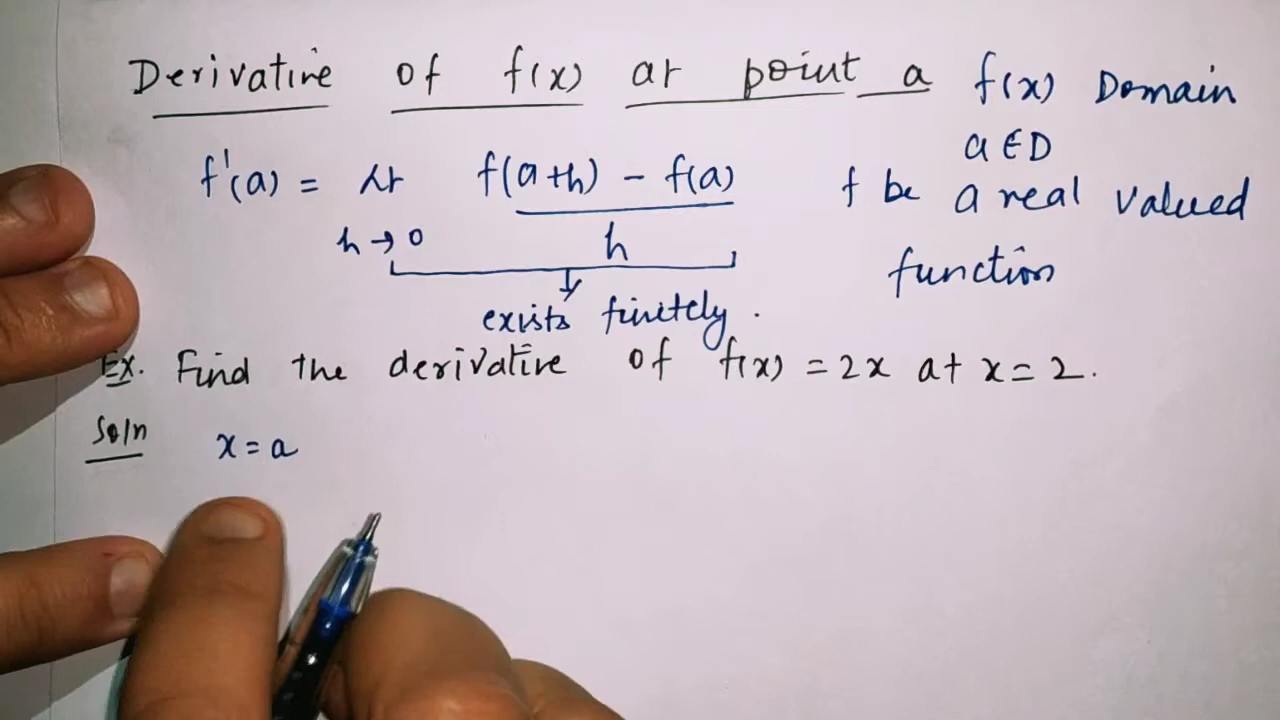 Derivative of f(x) at point a
f(x) Domain
a ∈ D
f'(a) = Lt f(a+h) - f(a)
h → 0 h
f be a real valued
function
exists finitely.
Ex. Find the derivative of f(x) = 2x at x = 2.
Soln x = a